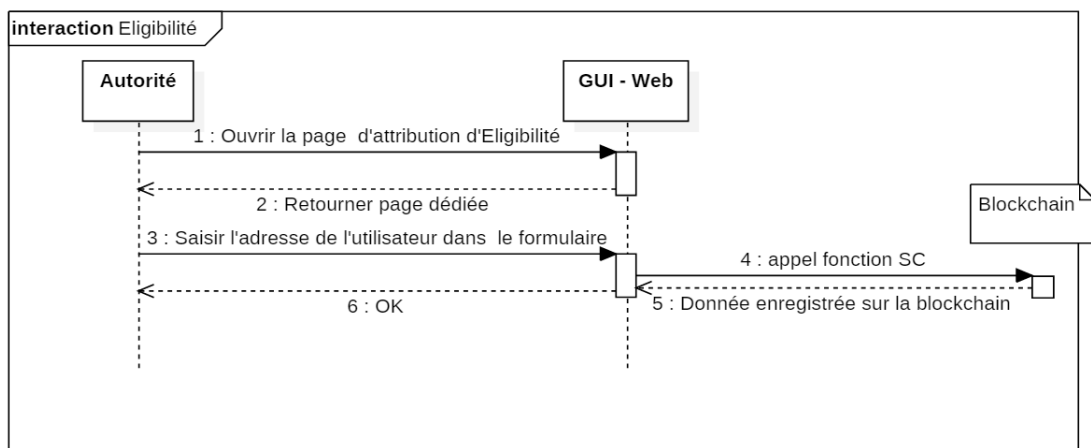 interaction Eligibilité
Autorité
GUI - Web
1 : Ouvrir la page d'attribution d'Eligibilité
2 : Retourner page dédiée
Blockchain
3 : Saisir l'adresse de l'utilisateur dans le formulaire
4 : appel fonction SC
5 : Donnée enregistrée sur la blockchain
6 : OK